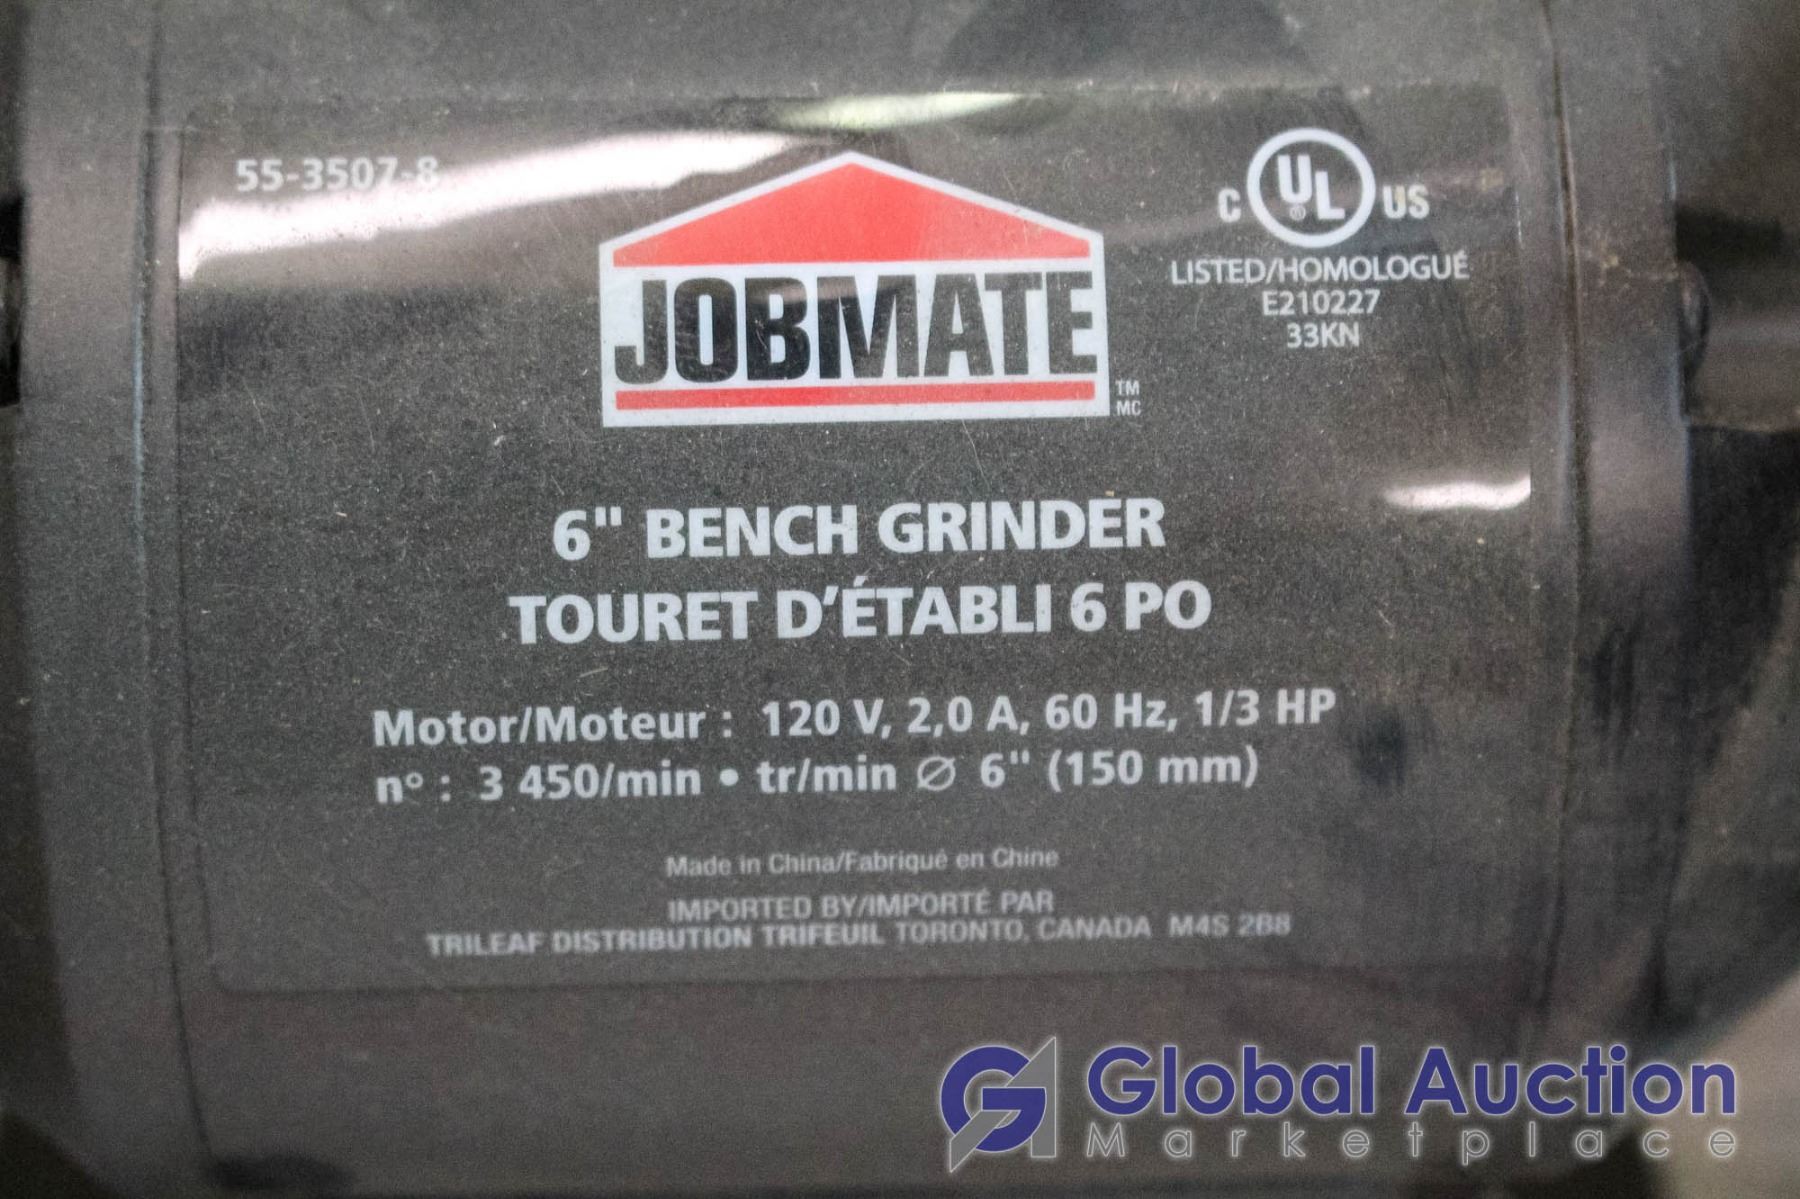 55-3507-8
JOBMATE
TM
MC
C UL US
®
LISTED/HOMOLOGUÉ
E210227
33KN
6" BENCH GRINDER
TOURET D'ÉTABLI 6 PO
Motor/Moteur : 120 V, 2,0 A, 60 Hz, 1/3 HP
n° : 3 450/min • tr/min ⌀ 6" (150 mm)
Made in China/Fabriqué en Chine
IMPORTED BY/IMPORTÉ PAR
TRILEAF DISTRIBUTION TRIFEUIL TORONTO, CANADA M4S 2B8
Global Auction
Marketplace